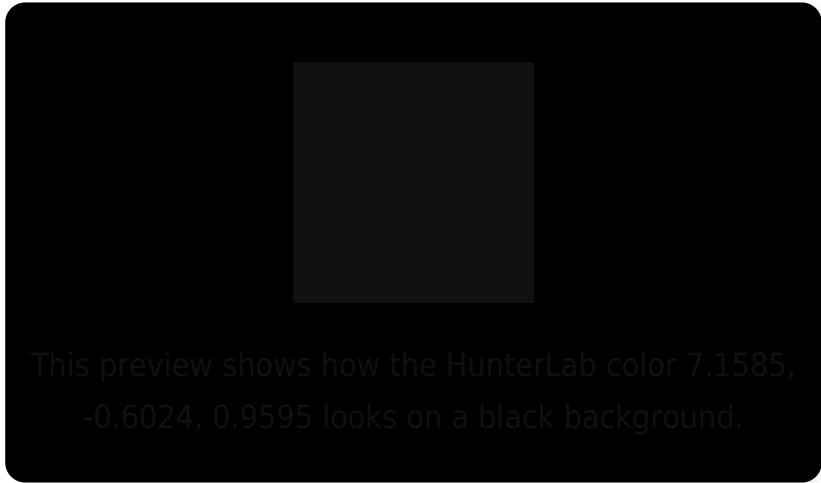 This preview shows how the HunterLab color 7.1585,
-0.6024, 0.9595 looks on a black background.